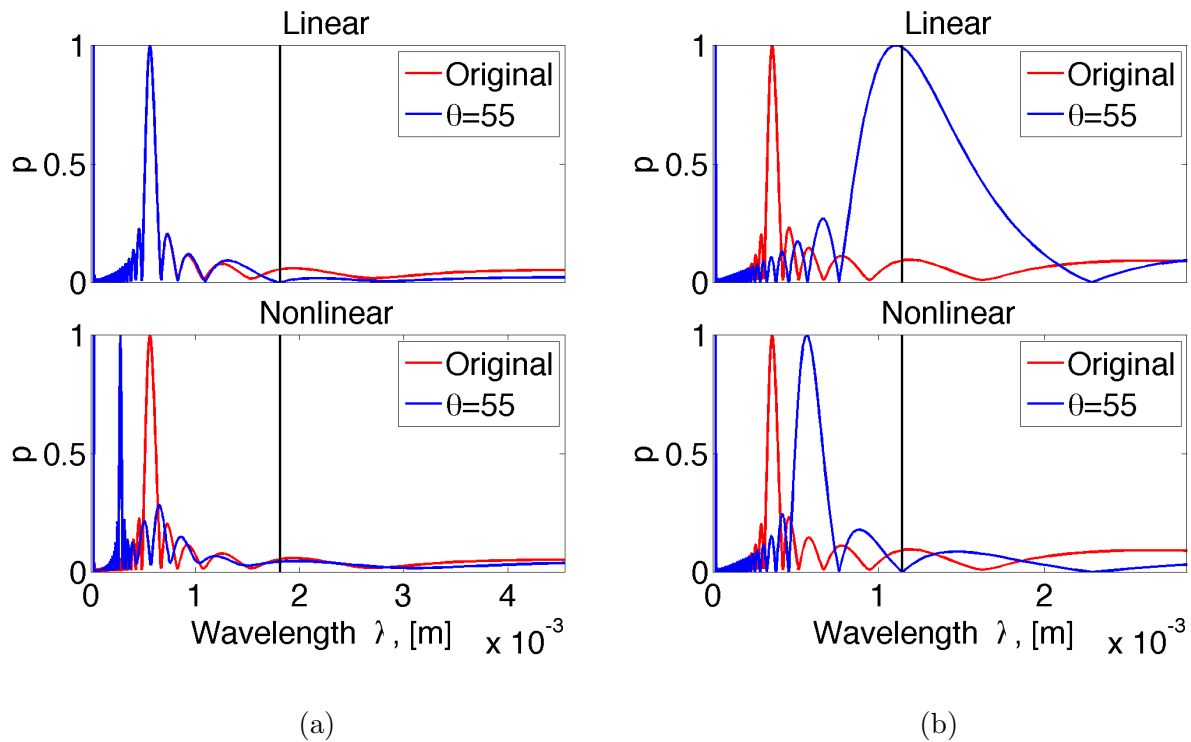 Linear
1
0.5
0
p
Original
θ=55
Nonlinear
1
0.5
0
p
Original
θ=55
0 1 2 3 4
Wavelength λ, [m] x 10⁻³
(a)
Linear
1
0.5
0
p
Original
θ=55
Nonlinear
1
0.5
0
p
Original
θ=55
0 1 2
Wavelength λ, [m] x 10⁻³
(b)